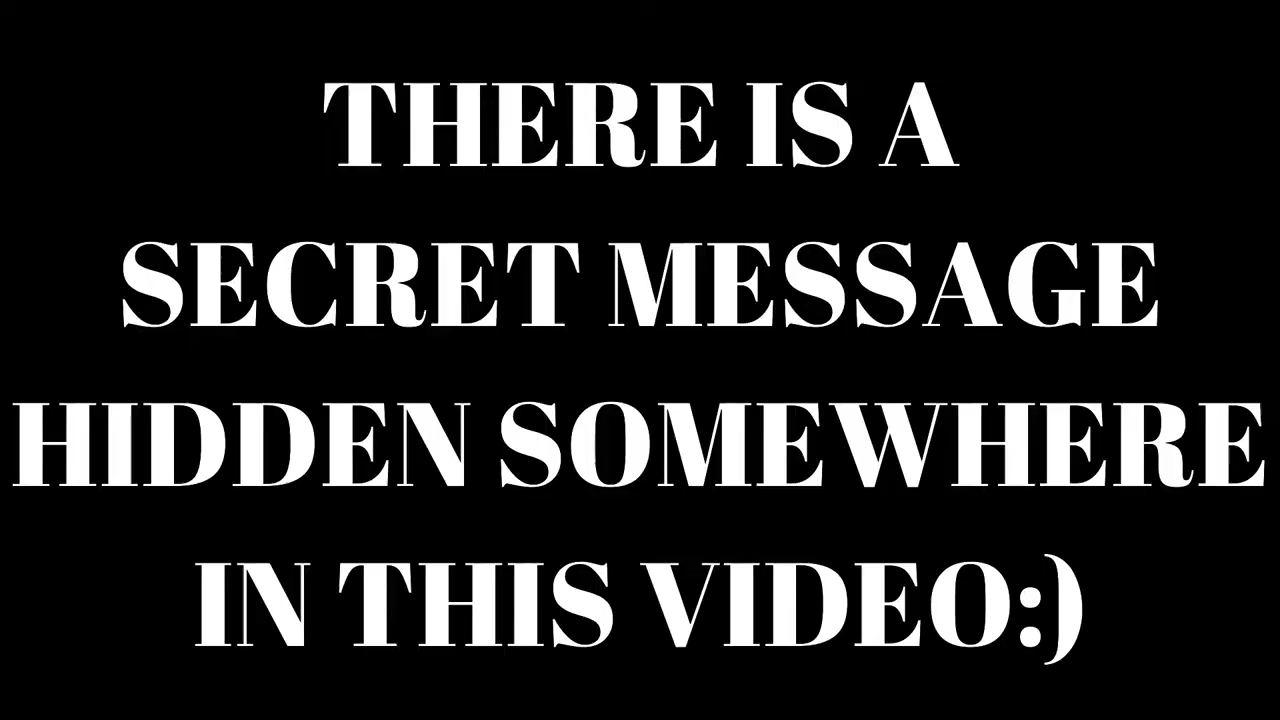 THERE IS A
SECRET MESSAGE
HIDDEN SOMEWHERE
IN THIS VIDEO:)